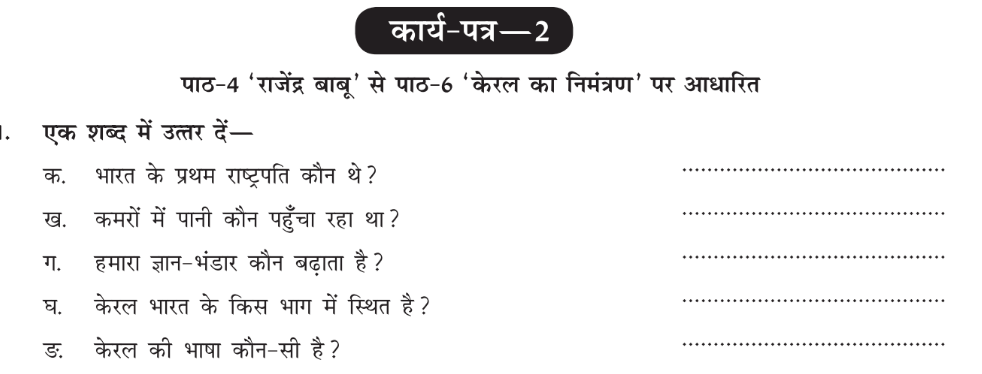 कार्य-पत्र—2
पाठ-4 ‘राजेंद्र बाबू’ से पाठ-6 ‘केरल का निमंत्रण’ पर आधारित
एक शब्द में उत्तर दें—
क. भारत के प्रथम राष्ट्रपति कौन थे? ..........................................
ख. कमरों में पानी कौन पहुँचा रहा था? ..........................................
ग. हमारा ज्ञान-भंडार कौन बढ़ाता है? ..........................................
घ. केरल भारत के किस भाग में स्थित है? ..........................................
ङ. केरल की भाषा कौन-सी है? ..........................................